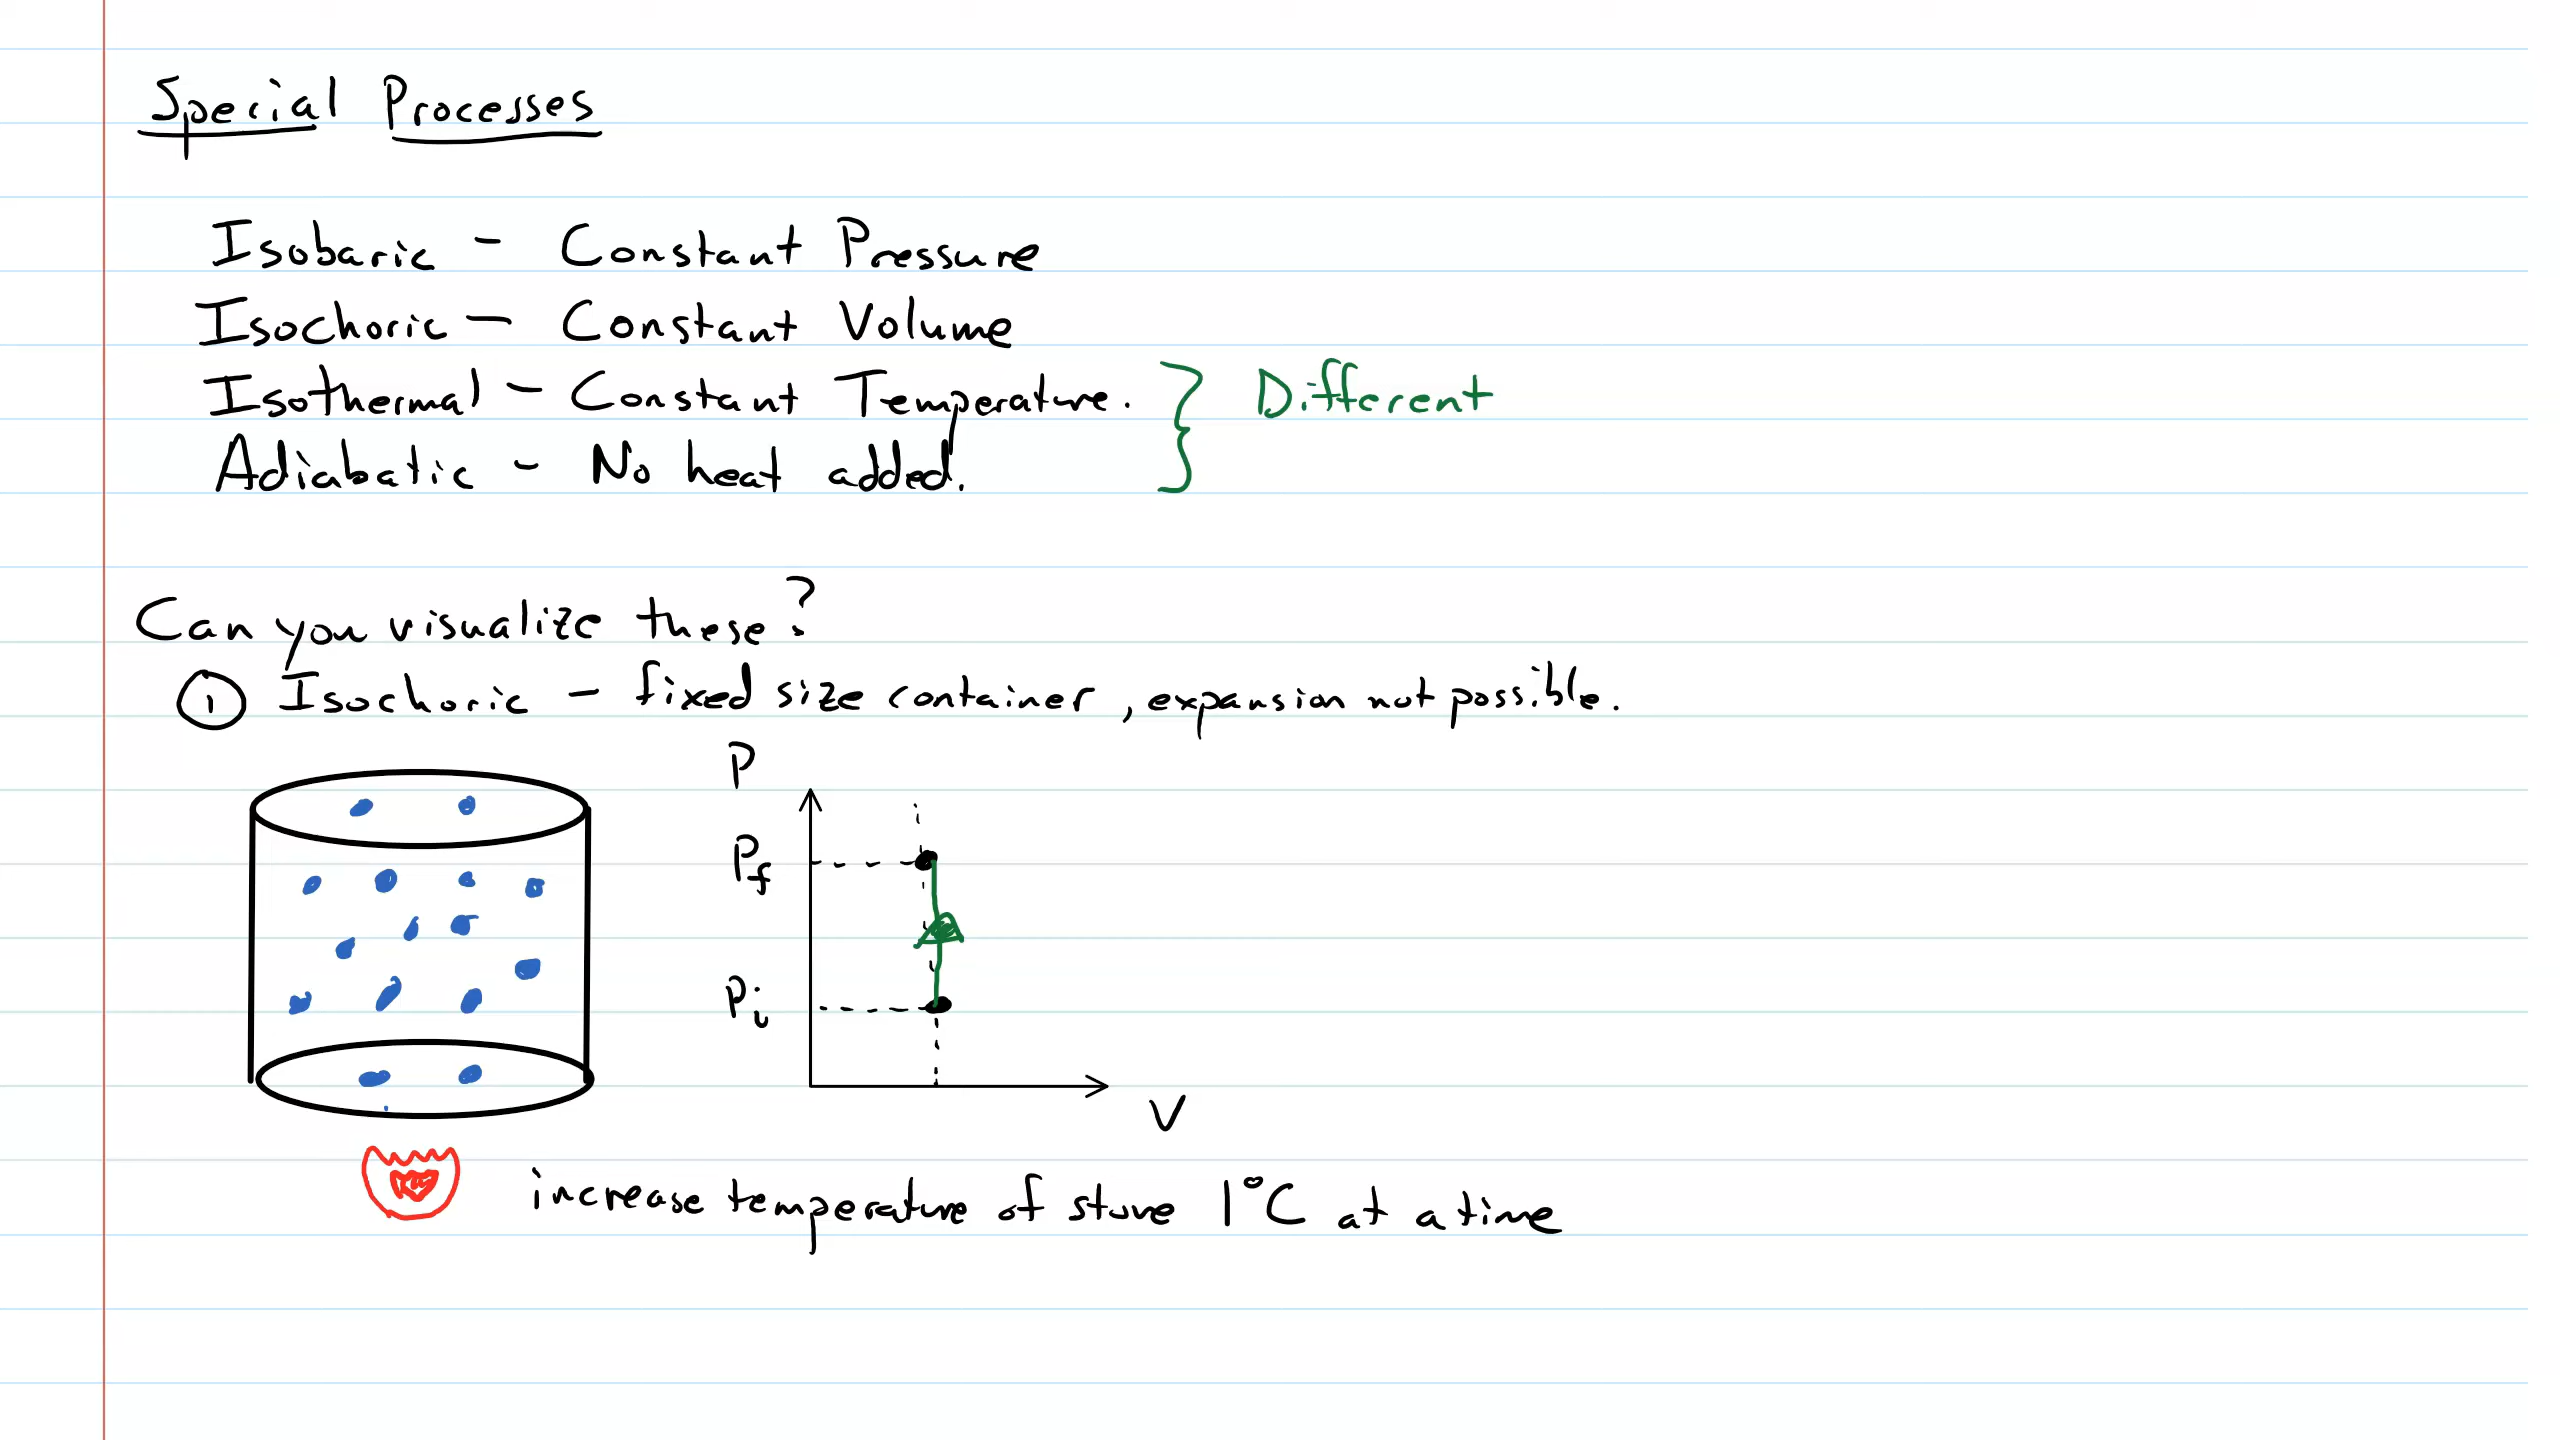 Special Processes
Isobaric - Constant Pressure
Isochoric - Constant Volume
Isothermal - Constant Temperature. } Different
Adiabatic - No heat added.
Can you visualize these?
① Isochoric - fixed size container, expansion not possible.
P
Pf
Pi
V
increase temperature of stove 1°C at a time